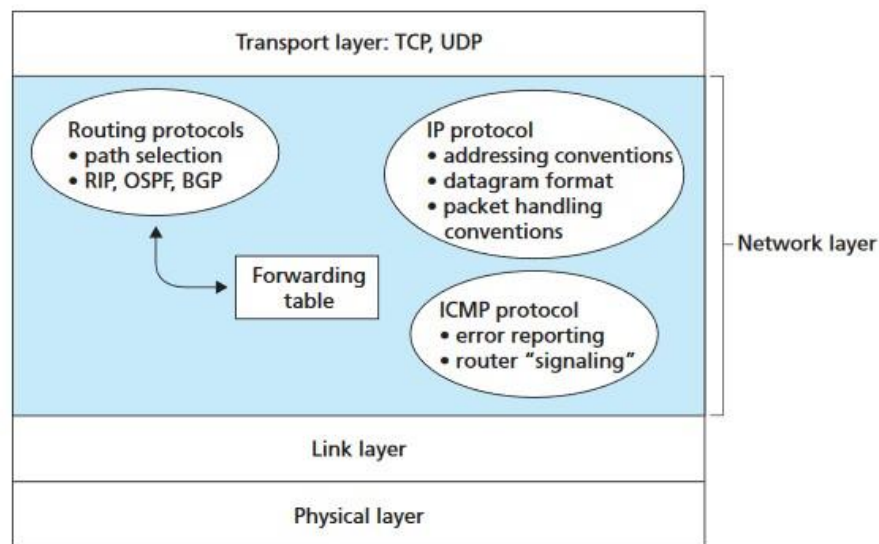 Transport layer: TCP, UDP
Routing protocols
• path selection
• RIP, OSPF, BGP
IP protocol
• addressing conventions
• datagram format
• packet handling
conventions
Network layer
Forwarding
table
ICMP protocol
• error reporting
• router “signaling”
Link layer
Physical layer